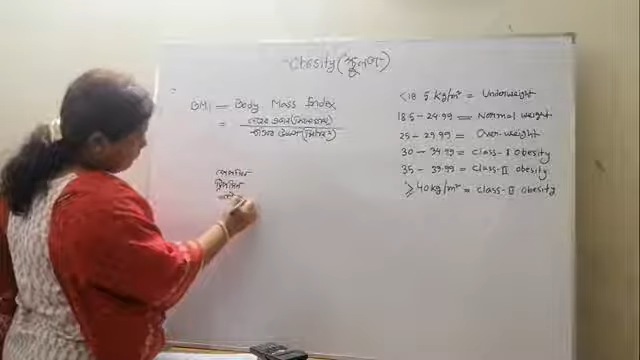 Obesity (স্থূলতা)
BMI — Body Mass Index
= দেহের ওজন (কিলোগ্রাম)
(মিটার²)
<18.5 kg/m² = Underweight
18.5 - 24.99 = Normal weight
25 - 29.99 = Over-weight
30 - 34.99 = Class-I Obesity
35 - 39.99 = Class-II obesity
≥ 40 kg/m² = Class-III obesity